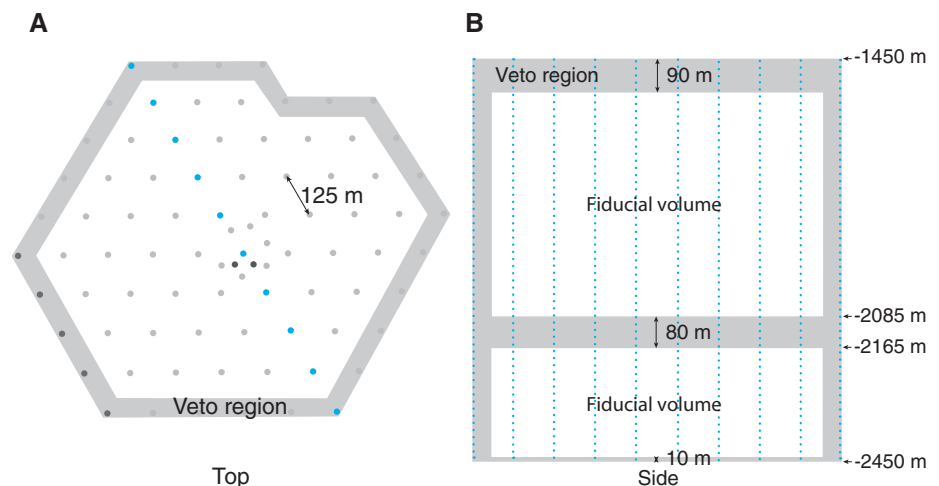 A
125 m
Veto region
Top
B
-1450 m
Veto region
90 m
Fiducial volume
-2085 m
80 m
-2165 m
Fiducial volume
10 m
-2450 m
Side